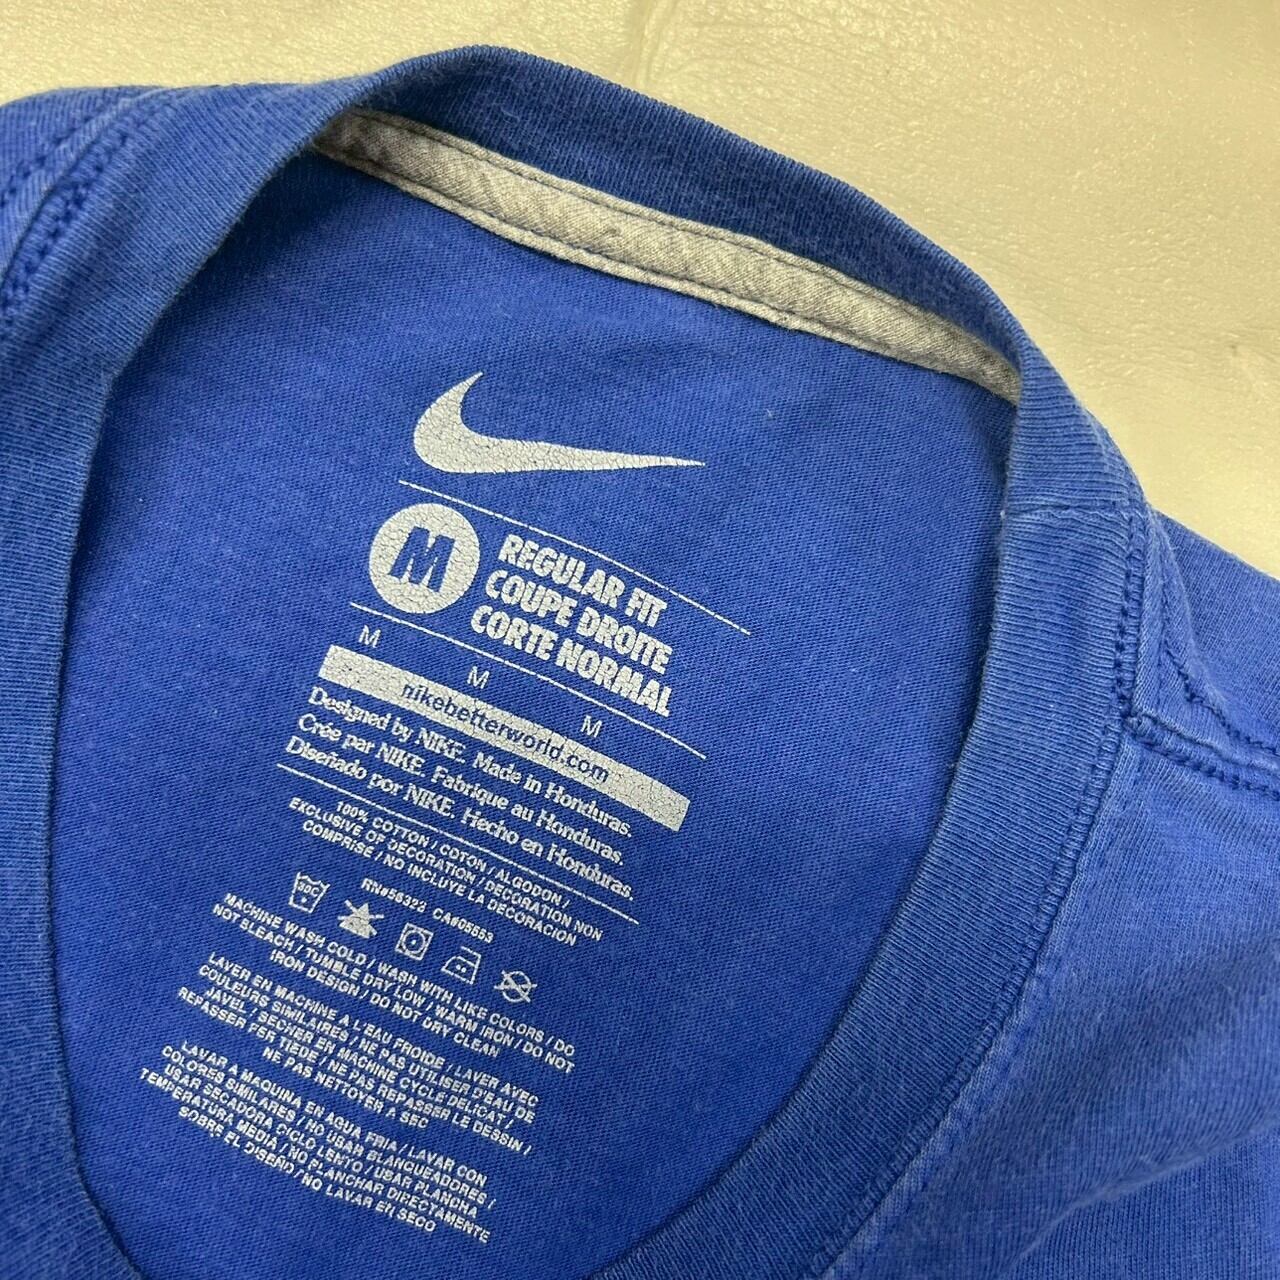 M
REGULAR FIT
COUPE DROITE
CORTE NORMAL
M M M
nikebetterworld.com
Designed by NIKE. Made in Honduras.
Crée par NIKE. Fabrique au Honduras.
Diseñado por NIKE. Hecho en Honduras.
100% COTTON / COTON / ALGODON /
EXCLUSIVE OF DECORATION / DECORATION NON
COMPRISE / NO INCLUYE LA DECORACION
RN#56323 CA#05553
30C
MACHINE WASH COLD / WASH WITH LIKE COLORS / DO
NOT BLEACH / TUMBLE DRY LOW / WARM IRON / DO NOT
IRON DESIGN / DO NOT DRY CLEAN
LAVER EN MACHINE A L'EAU FROIDE / LAVER AVEC
COULEURS SIMILAIRES / NE PAS UTILISER D'EAU DE
JAVEL / SECHER EN MACHINE CYCLE DELICAT /
REPASSER FER TIEDE / NE PAS REPASSER LE DESSIN /
NE PAS NETTOYER A SEC
LAVAR A MAQUINA EN AGUA FRIA / LAVAR CON
COLORES SIMILARES / NO USAR BLANQUEADORES /
USAR SECADORA CICLO LENTO / USAR PLANCHA
TEMPERATURA MEDIA / NO PLANCHAR DIRECTAMENTE
SOBRE EL DISEÑO / NO LAVAR EN SECO